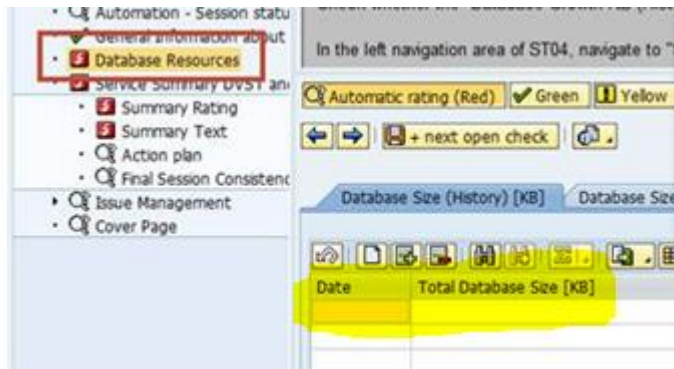 Automation - Session statu
General Information about
Database Resources
Service Summary DVST an
Summary Rating
Summary Text
Action plan
Final Session Consistenc
Issue Management
Cover Page
In the left navigation area of ST04, navigate to "
Automatic rating (Red) Green Yellow
+ next open check
Database Size (History) [KB] Database Size
Date Total Database Size [KB]